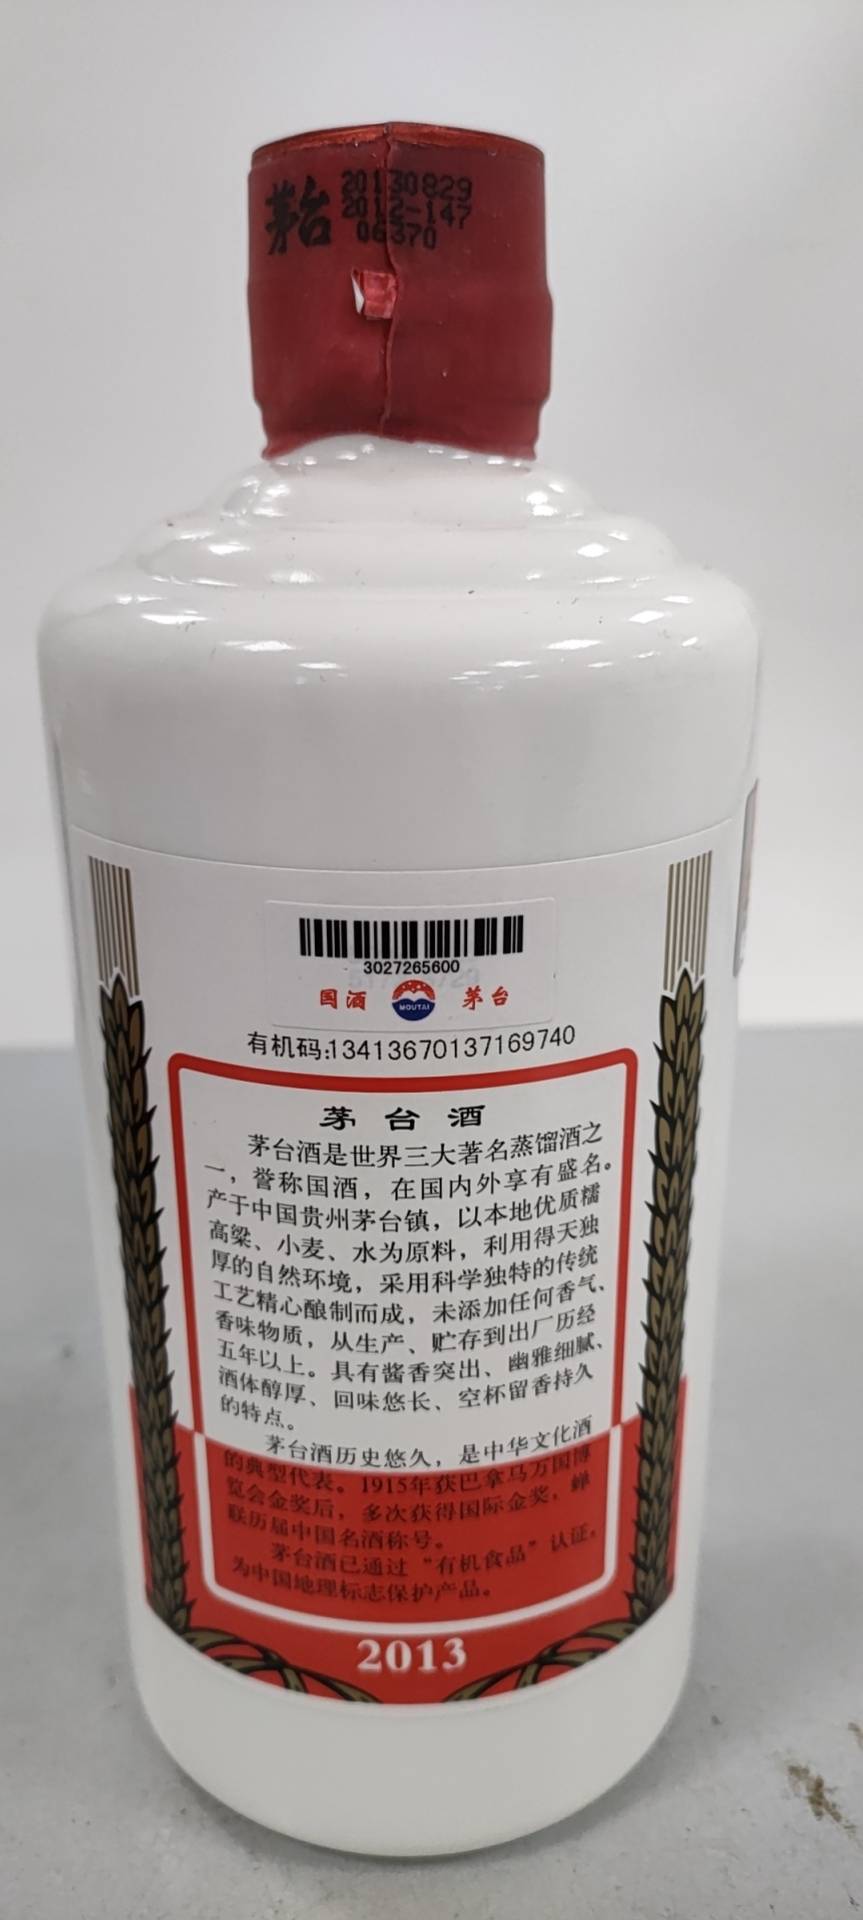 茅台
20130829
2012-147
06370
3027265600
国酒 MOUTAI 茅台
有机码:13413670137169740
茅台酒
茅台酒是世界三大著名蒸馏酒之
一，誉称国酒，在国内外享有盛名。
产于中国贵州茅台镇，以本地优质糯
高粱、小麦、水为原料，利用得天独
厚的自然环境，采用科学独特的传统
工艺精心酿制而成，未添加任何香气、
香味物质，从生产、贮存到出厂历经
五年以上。具有酱香突出、幽雅细腻、
酒体醇厚、回味悠长、空杯留香持久
的特点。
茅台酒历史悠久，是中华文化酒
的典型代表。1915年获巴拿马万国博
览会金奖后，多次获得国际金奖，蝉
联历届中国名酒称号。
茅台酒已通过“有机食品”认证，
为中国地理标志保护产品。
2013